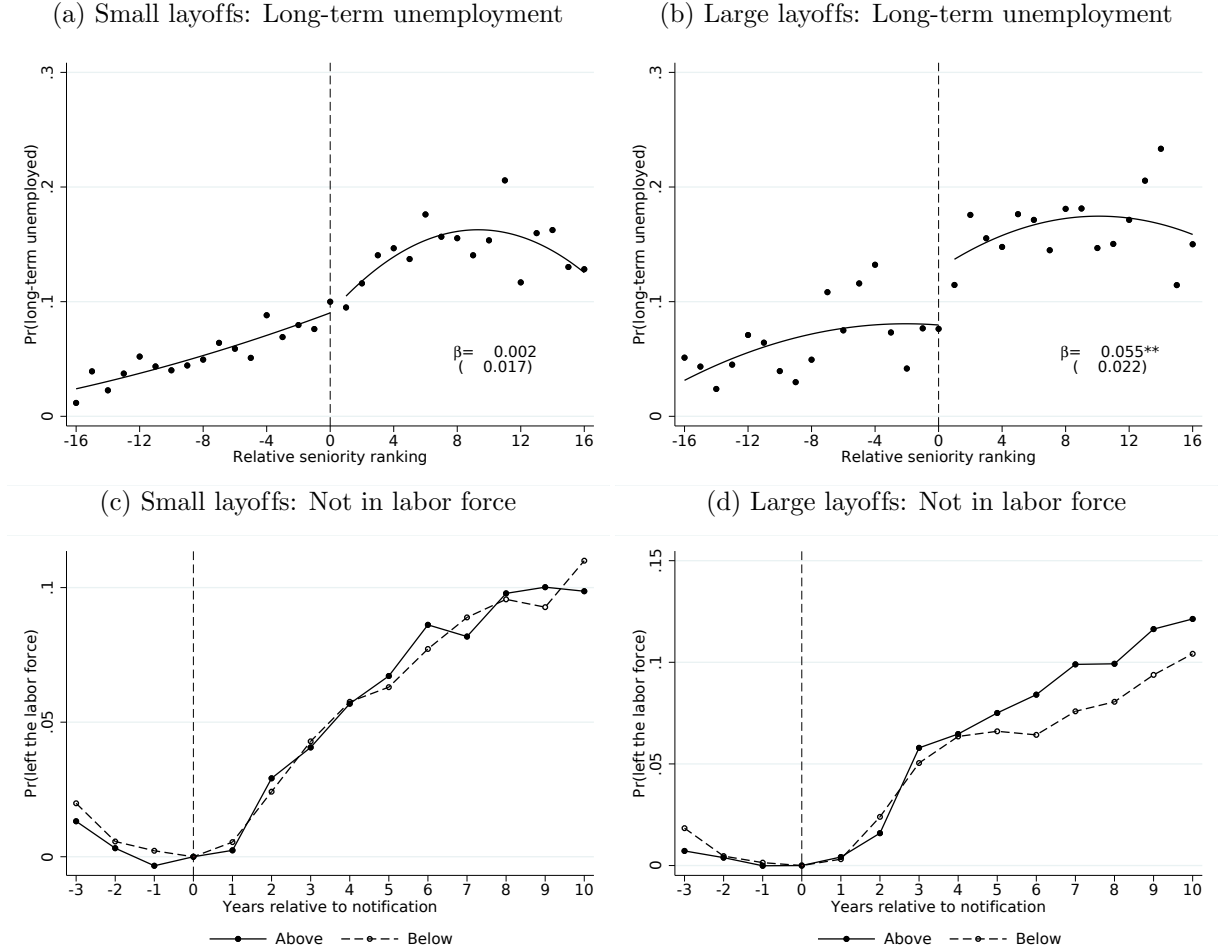 (a) Small layoffs: Long-term unemployment
Pr(long-term unemployed)
.3
.2
.1
0
β= 0.002
( 0.017)
-16 -12 -8 -4 0 4 8 12 16
Relative seniority ranking
(b) Large layoffs: Long-term unemployment
Pr(long-term unemployed)
.3
.2
.1
0
β= 0.055**
( 0.022)
-16 -12 -8 -4 0 4 8 12 16
Relative seniority ranking
(c) Small layoffs: Not in labor force
Pr(left the labor force)
.1
.05
0
-3 -2 -1 0 1 2 3 4 5 6 7 8 9 10
Years relative to notification
Above Below
(d) Large layoffs: Not in labor force
Pr(left the labor force)
.15
.1
.05
0
-3 -2 -1 0 1 2 3 4 5 6 7 8 9 10
Years relative to notification
Above Below